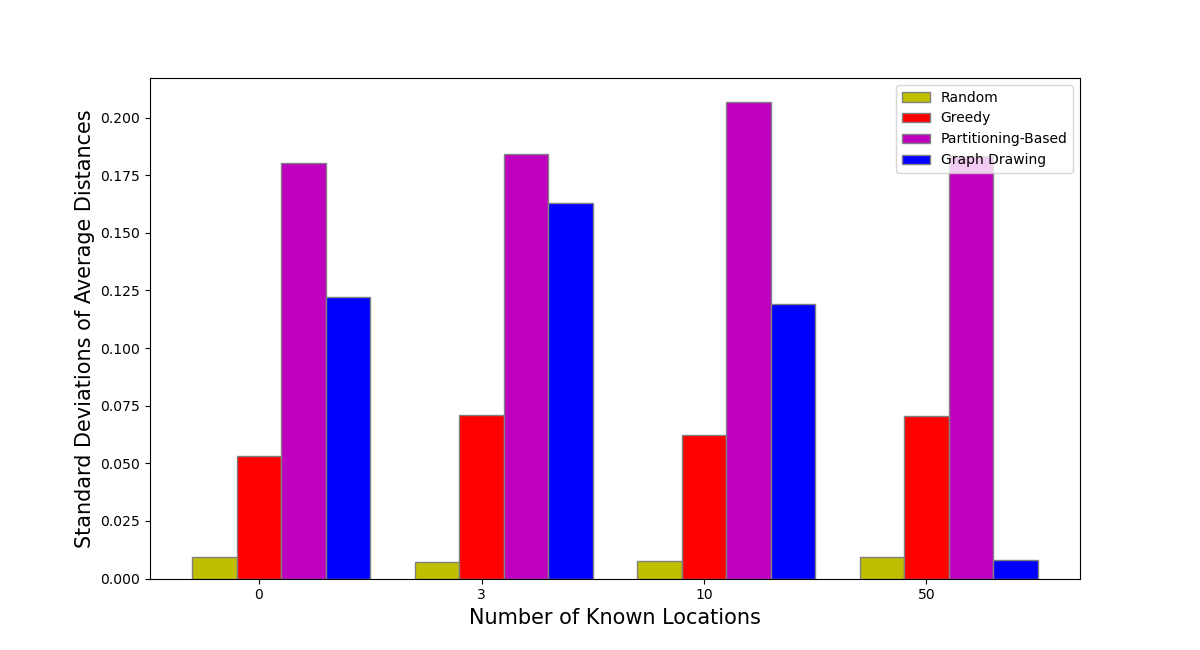 Random
Greedy
Partitioning-Based
Graph Drawing
Standard Deviations of Average Distances
0.200
0.175
0.150
0.125
0.100
0.075
0.050
0.025
0.000
0 3 10 50
Number of Known Locations